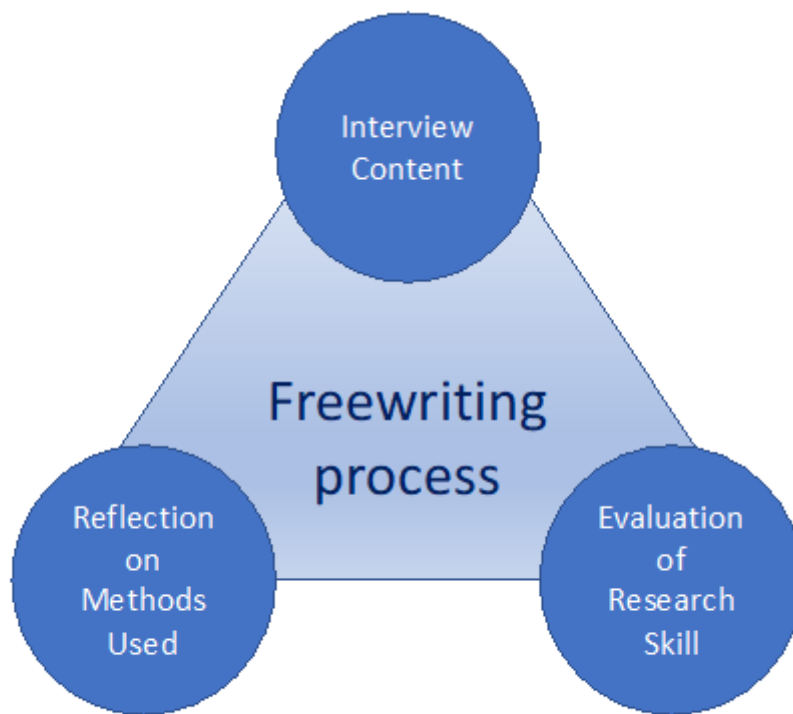 Interview
Content
Freewriting
process
Reflection
on
Methods
Used
Evaluation
of
Research
Skill